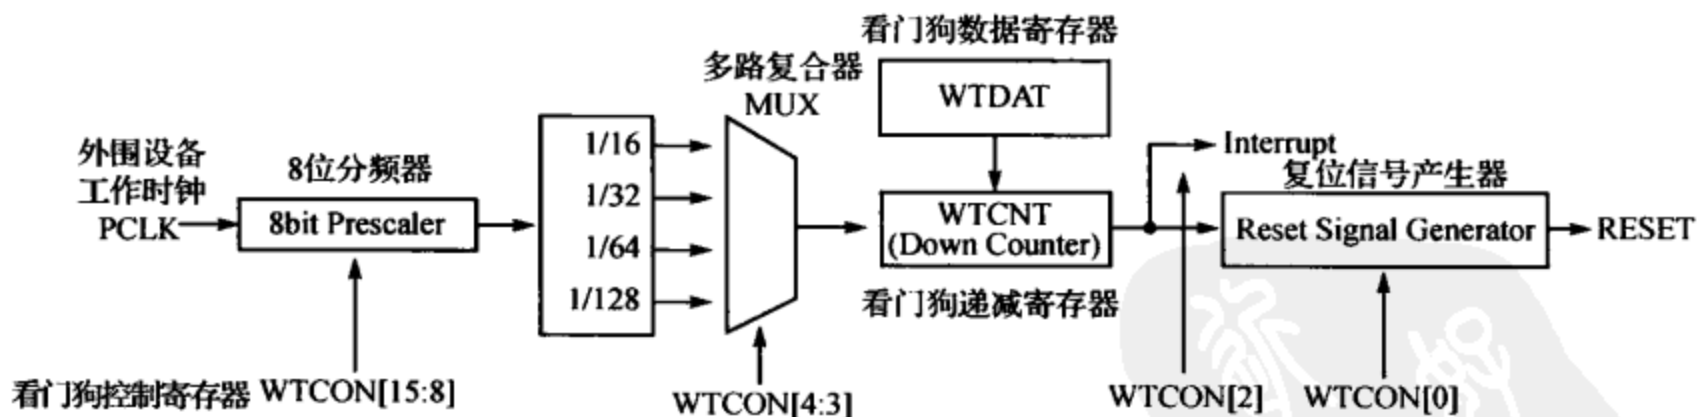 看门狗数据寄存器
WTDAT
多路复合器
MUX
外围设备
工作时钟
PCLK
8位分频器
8bit Prescaler
1/16
1/32
1/64
1/128
WTCNT
(Down Counter)
看门狗递减寄存器
Interrupt
复位信号产生器
Reset Signal Generator
RESET
看门狗控制寄存器 WTCON[15:8]
WTCON[4:3]
WTCON[2]
WTCON[0]